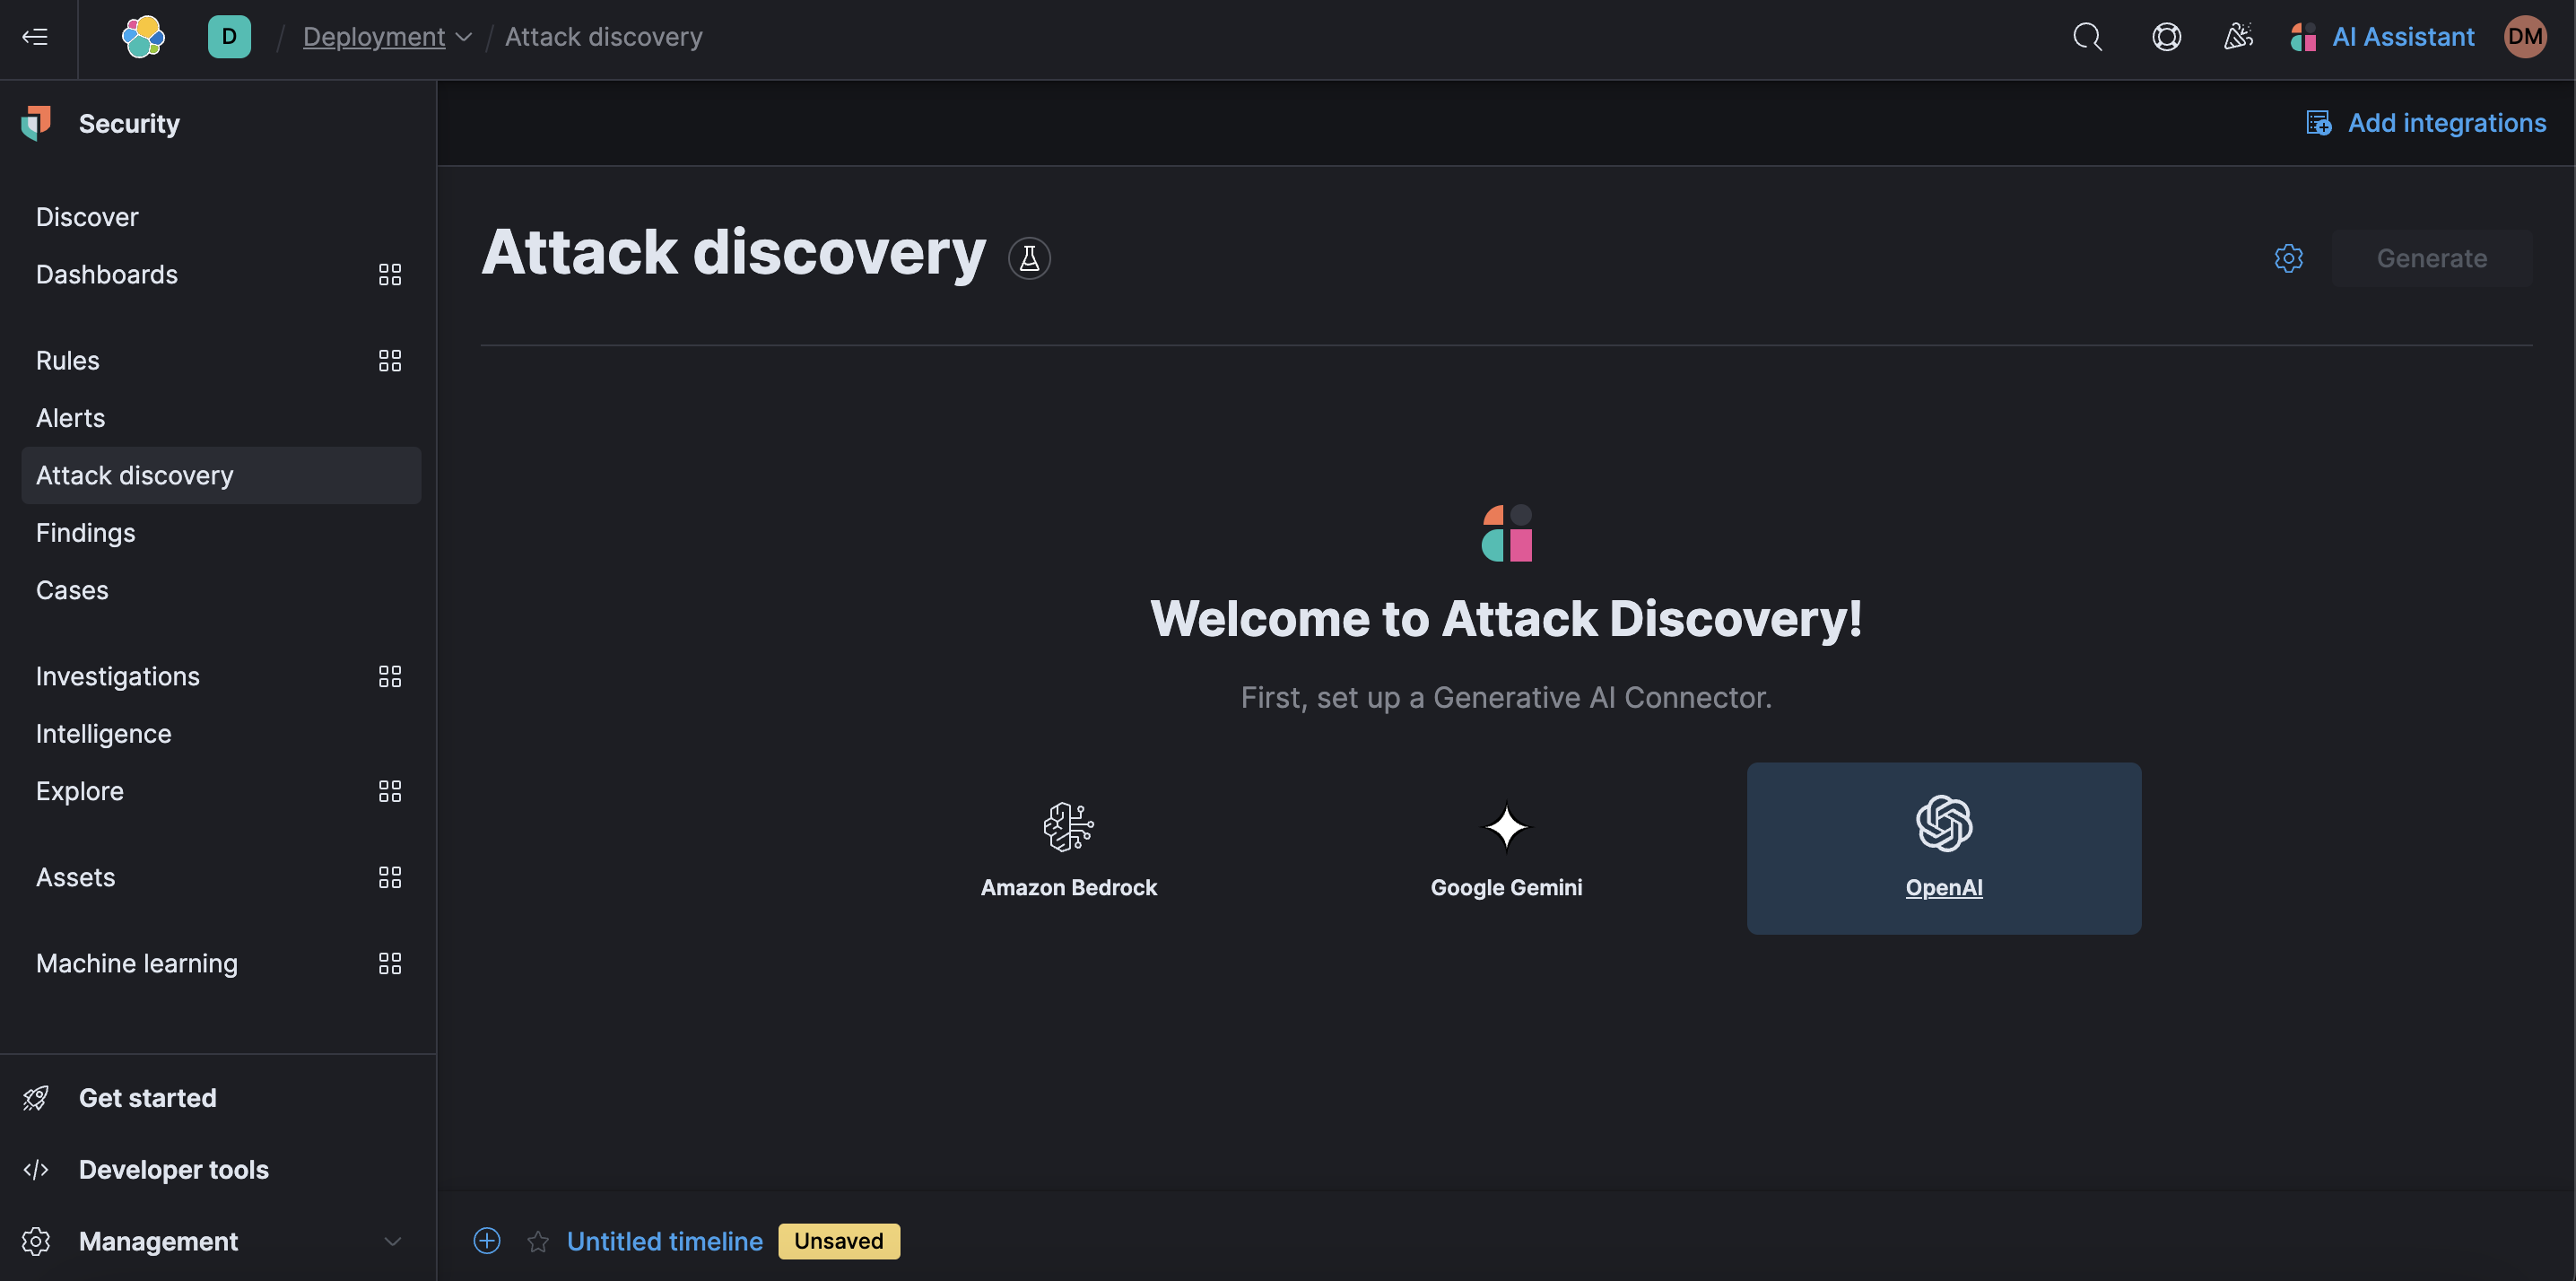 D / Deployment / Attack discovery
AI Assistant
DM
Security
Add integrations
Discover
Dashboards
Rules
Alerts
Attack discovery
Findings
Cases
Investigations
Intelligence
Explore
Assets
Machine learning
Get started
Developer tools
Management
Attack discovery
Generate
Welcome to Attack Discovery!
First, set up a Generative AI Connector.
Amazon Bedrock
Google Gemini
OpenAI
Untitled timeline
Unsaved